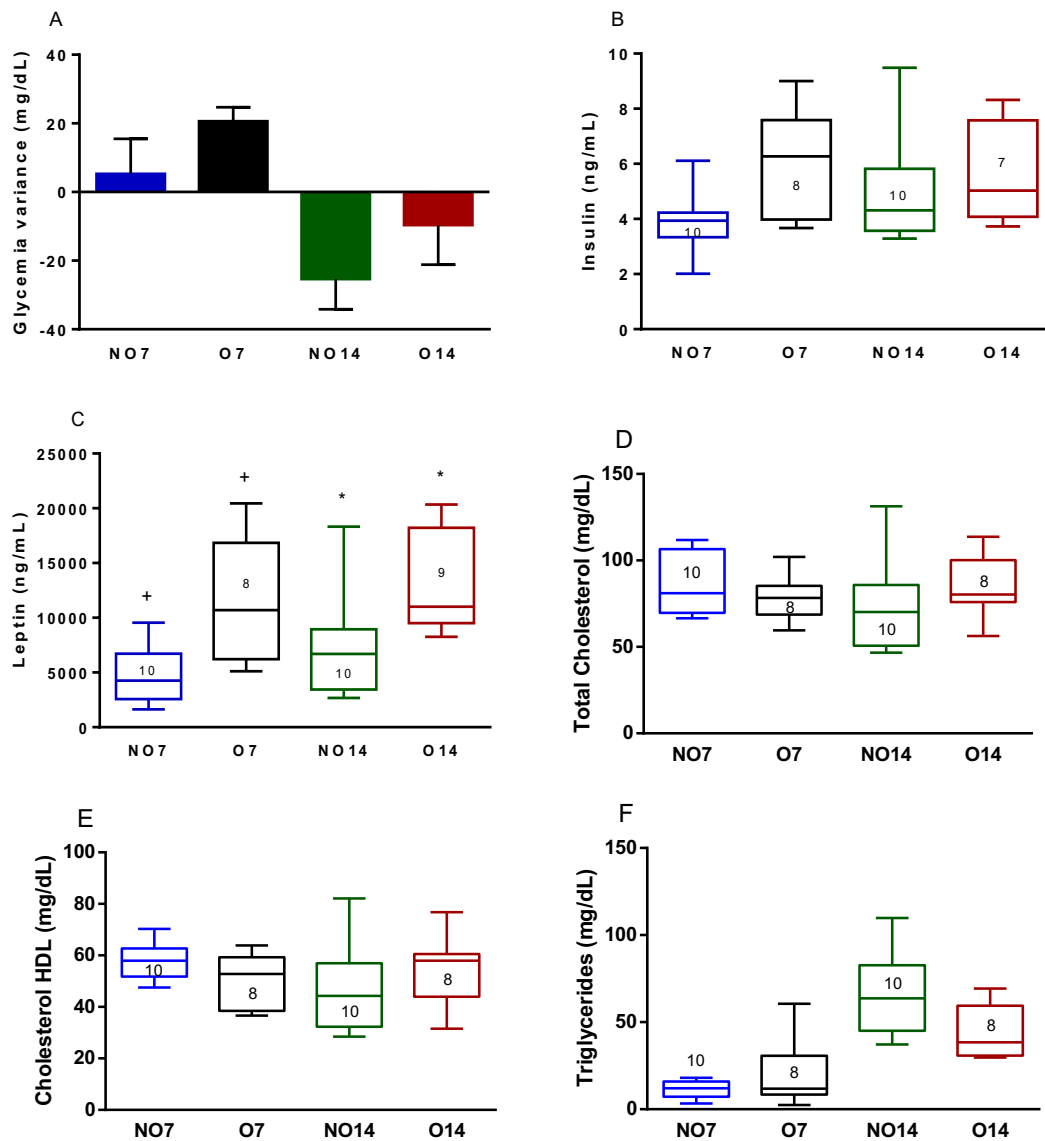 A
Glycemia variance (mg/dL)
40
20
0
-20
-40
NO7 O7 NO14 O14
B
Insulin (ng/mL)
10
8
6
4
2
0
10
8
10
7
NO7 O7 NO14 O14
C
Leptin (ng/mL)
25000
20000
15000
10000
5000
0
+ + * *
10
8
10
9
NO7 O7 NO14 O14
D
Total Cholesterol (mg/dL)
150
100
50
0
10
8
10
8
NO7 O7 NO14 O14
E
Cholesterol HDL (mg/dL)
100
80
60
40
20
0
10
8
10
8
NO7 O7 NO14 O14
F
Triglycerides (mg/dL)
150
100
50
0
10
8
10
8
NO7 O7 NO14 O14